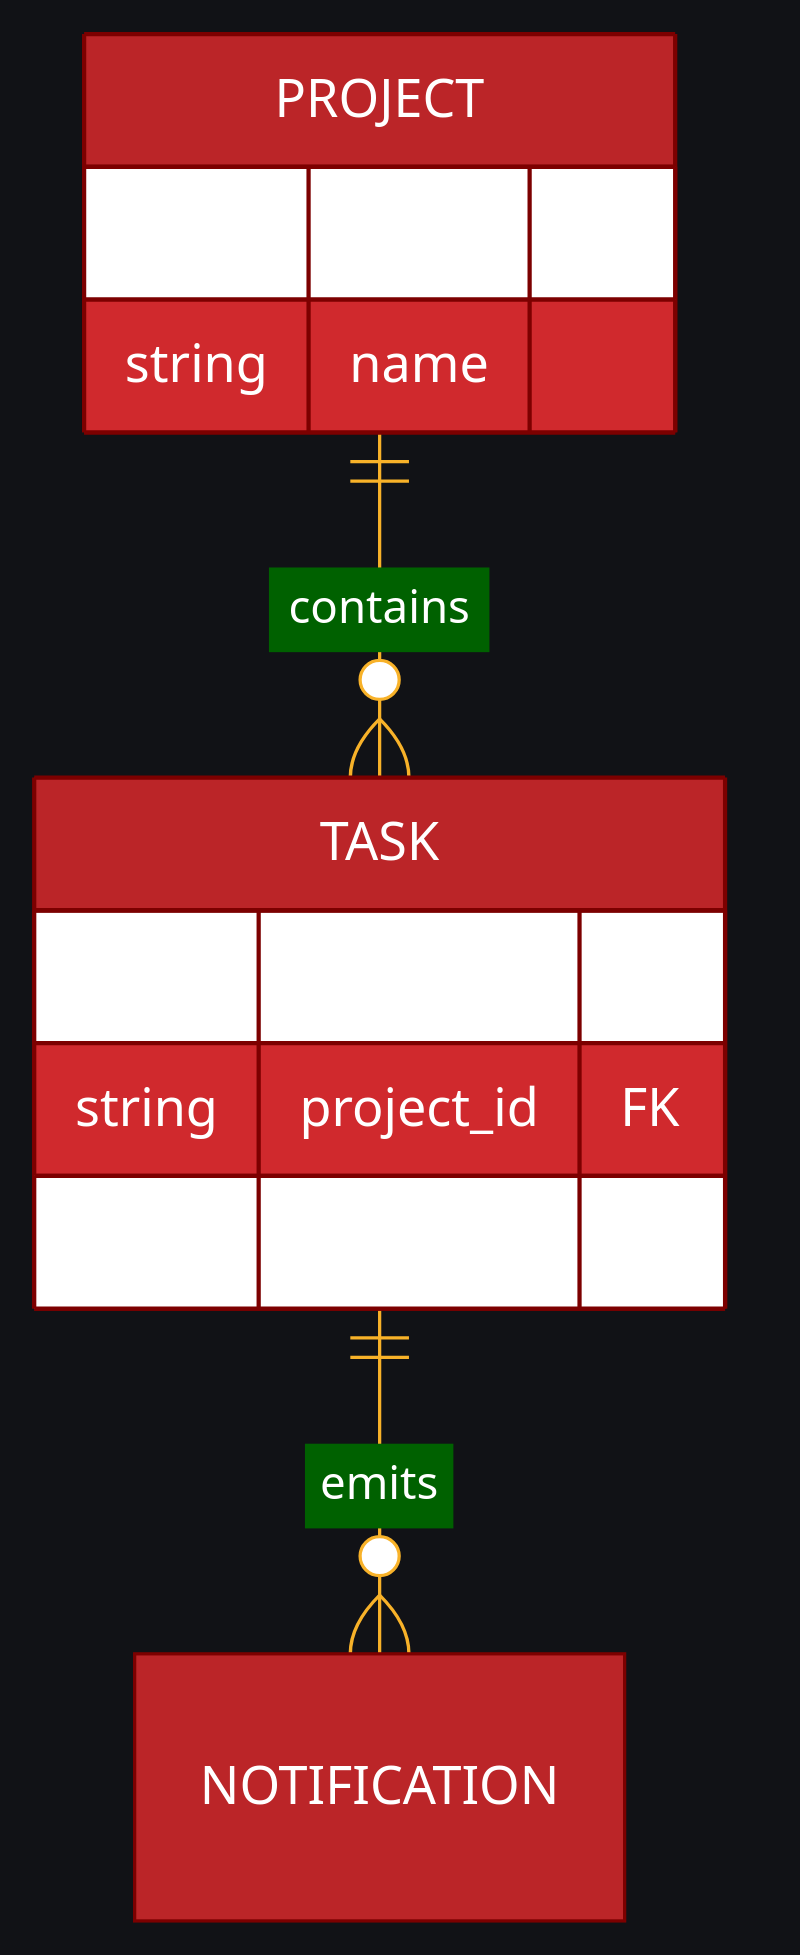 PROJECT
string name
contains
TASK
string project_id FK
emits
NOTIFICATION